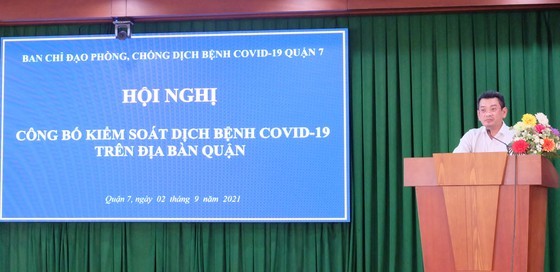 BAN CHỈ ĐẠO PHÒNG, CHỐNG DỊCH BỆNH COVID-19 QUẬN 7
HỘI NGHỊ
CÔNG BỐ KIỂM SOÁT DỊCH BỆNH COVID-19
TRÊN ĐỊA BÀN QUẬN
Quận 7, ngày 02 tháng 9 năm 2021